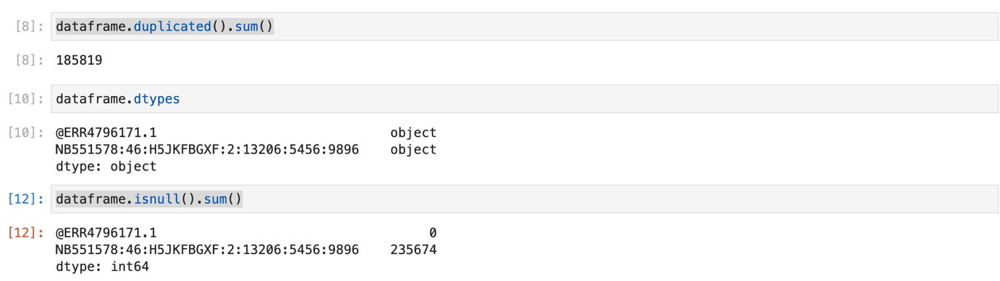 [8]: dataframe.duplicated().sum()
[8]: 185819
[10]: dataframe.dtypes
[10]: @ERR4796171.1 object
NB551578:46:H5JKFBGXF:2:13206:5456:9896 object
dtype: object
[12]: dataframe.isnull().sum()
[12]: @ERR4796171.1 0
NB551578:46:H5JKFBGXF:2:13206:5456:9896 235674
dtype: int64